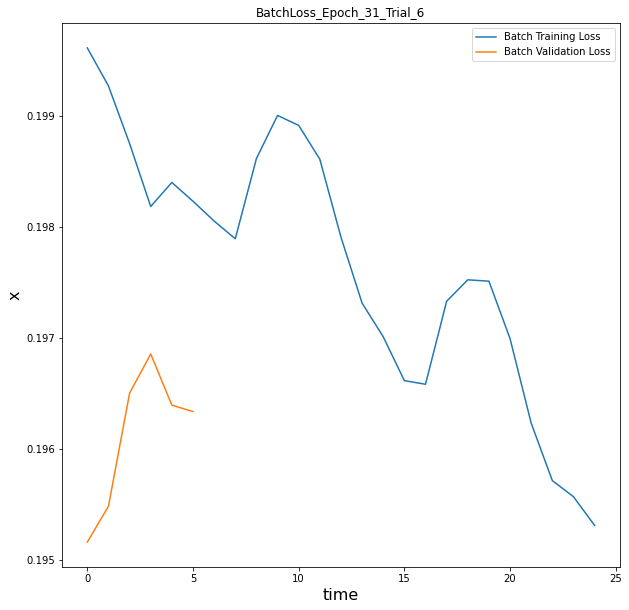 BatchLoss_Epoch_31_Trial_6
Batch Training Loss
Batch Validation Loss
0.199
0.198
0.197
0.196
0.195
x
0 5 10 15 20 25
time